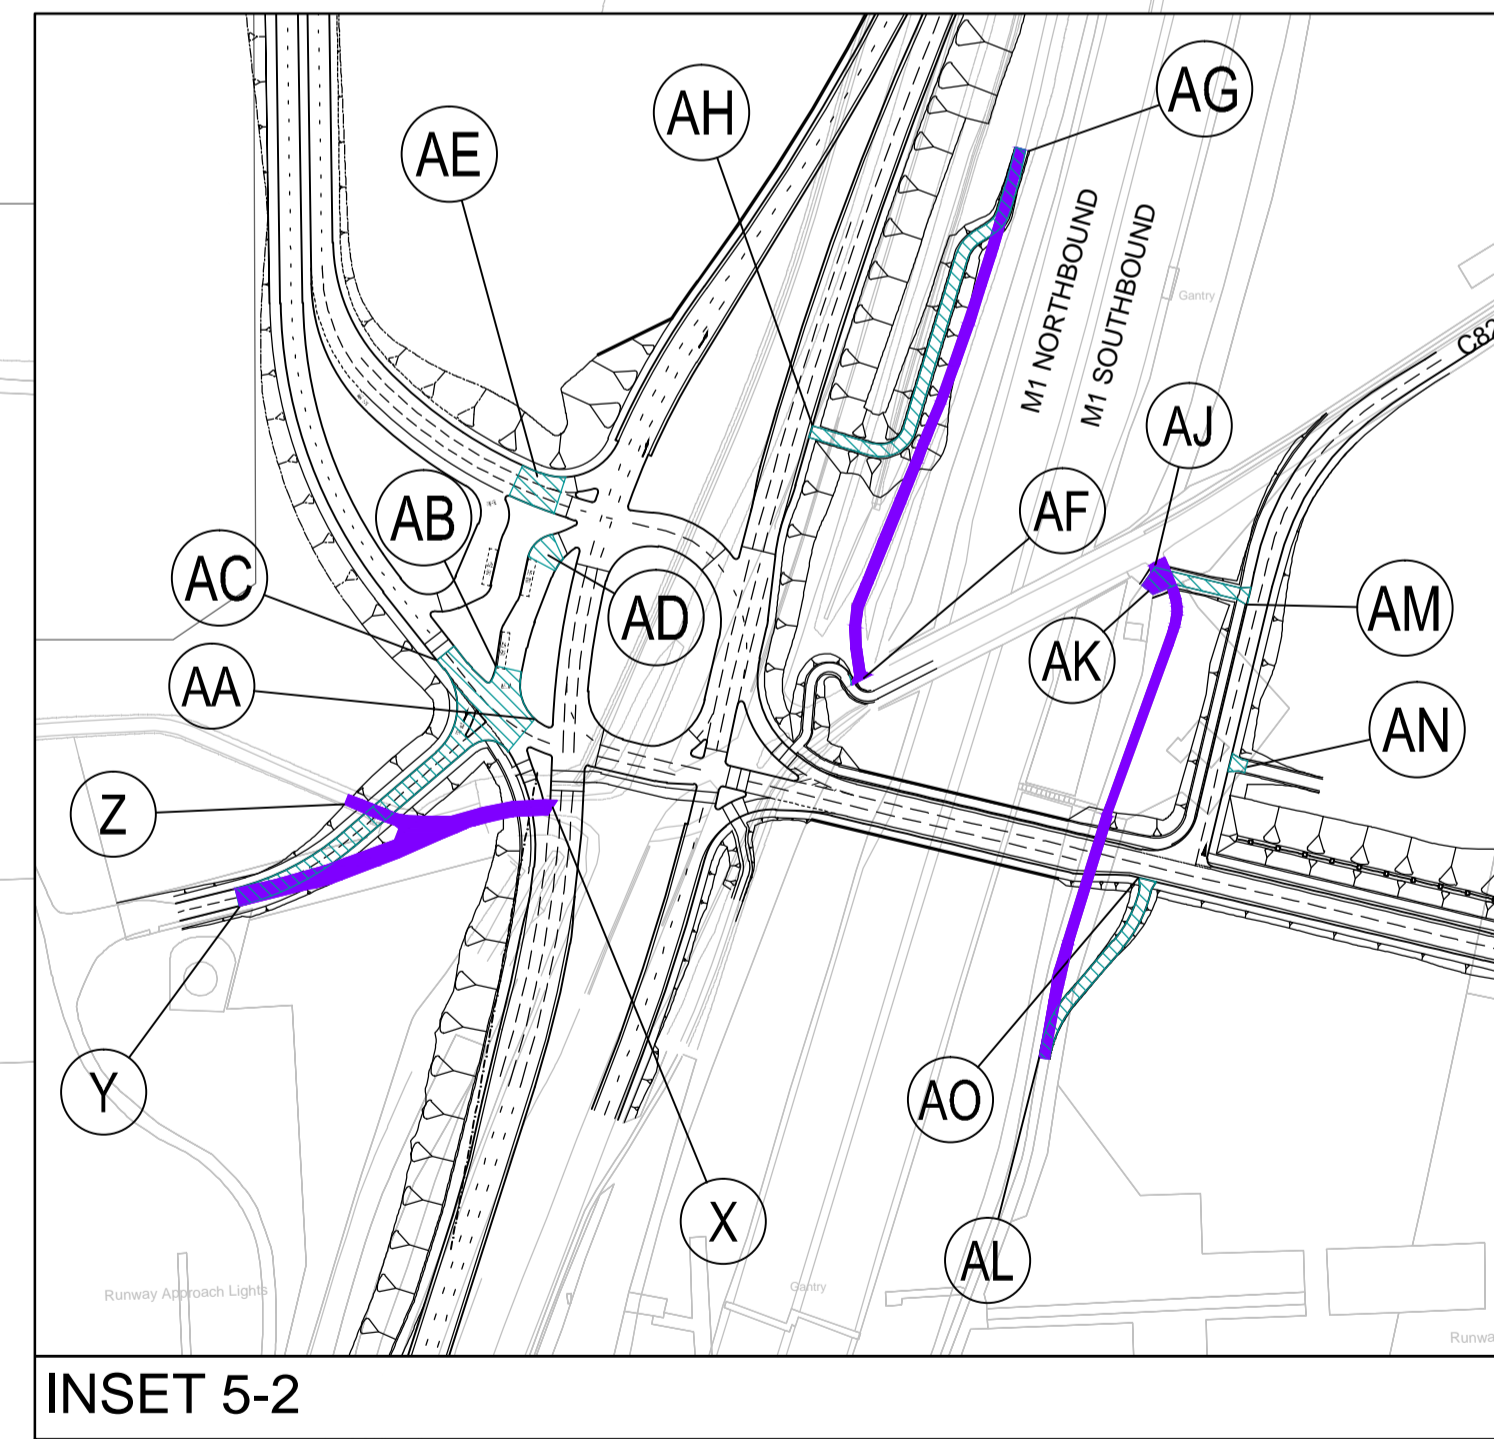 AG
AH
AE
M1 NORTHBOUND
M1 SOUTHBOUND
Gantry
C82
AJ
AF
AB
AC
AD
AM
AK
AA
AN
Z
Y
AO
X
AL
Runway Approach Lights
Gantry
Runwa
INSET 5-2